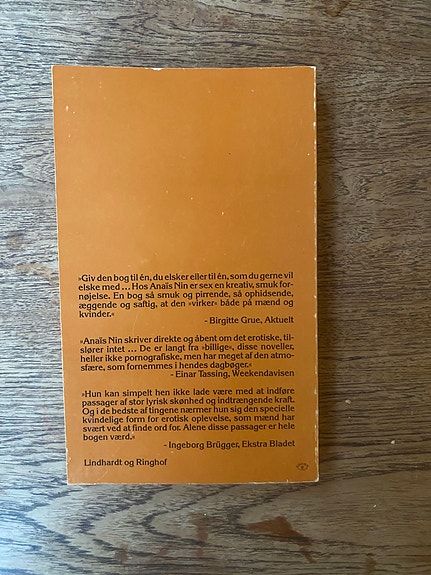 »Giv den bog til én, du elsker eller til én, som du gerne vil
elske med ... Hos Anaïs Nin er sex en kreativ, smuk for-
nøjelse. En bog så smuk og pirrende, så ophidsende,
æggende og saftig, at den »virker« både på mænd og
kvinder.«
- Birgitte Grue, Aktuelt
»Anaïs Nin skriver direkte og åbent om det erotiske, til-
slører intet ... De er langt fra »billige«, disse noveller,
heller ikke pornografiske, men har meget af den atmo-
sfære, som fornemmes i hendes dagbøger.«
- Einar Tassing, Weekendavisen
»Hun kan simpelt hen ikke lade være med at indføre
passager af stor lyrisk skønhed og indtrængende kraft.
Og i de bedste af tingene nærmer hun sig den specielle
kvindelige form for erotisk oplevelse, som mænd har
svært ved at finde ord for. Alene disse passager er hele
bogen værd.«
- Ingeborg Brügger, Ekstra Bladet
Lindhardt og Ringhof